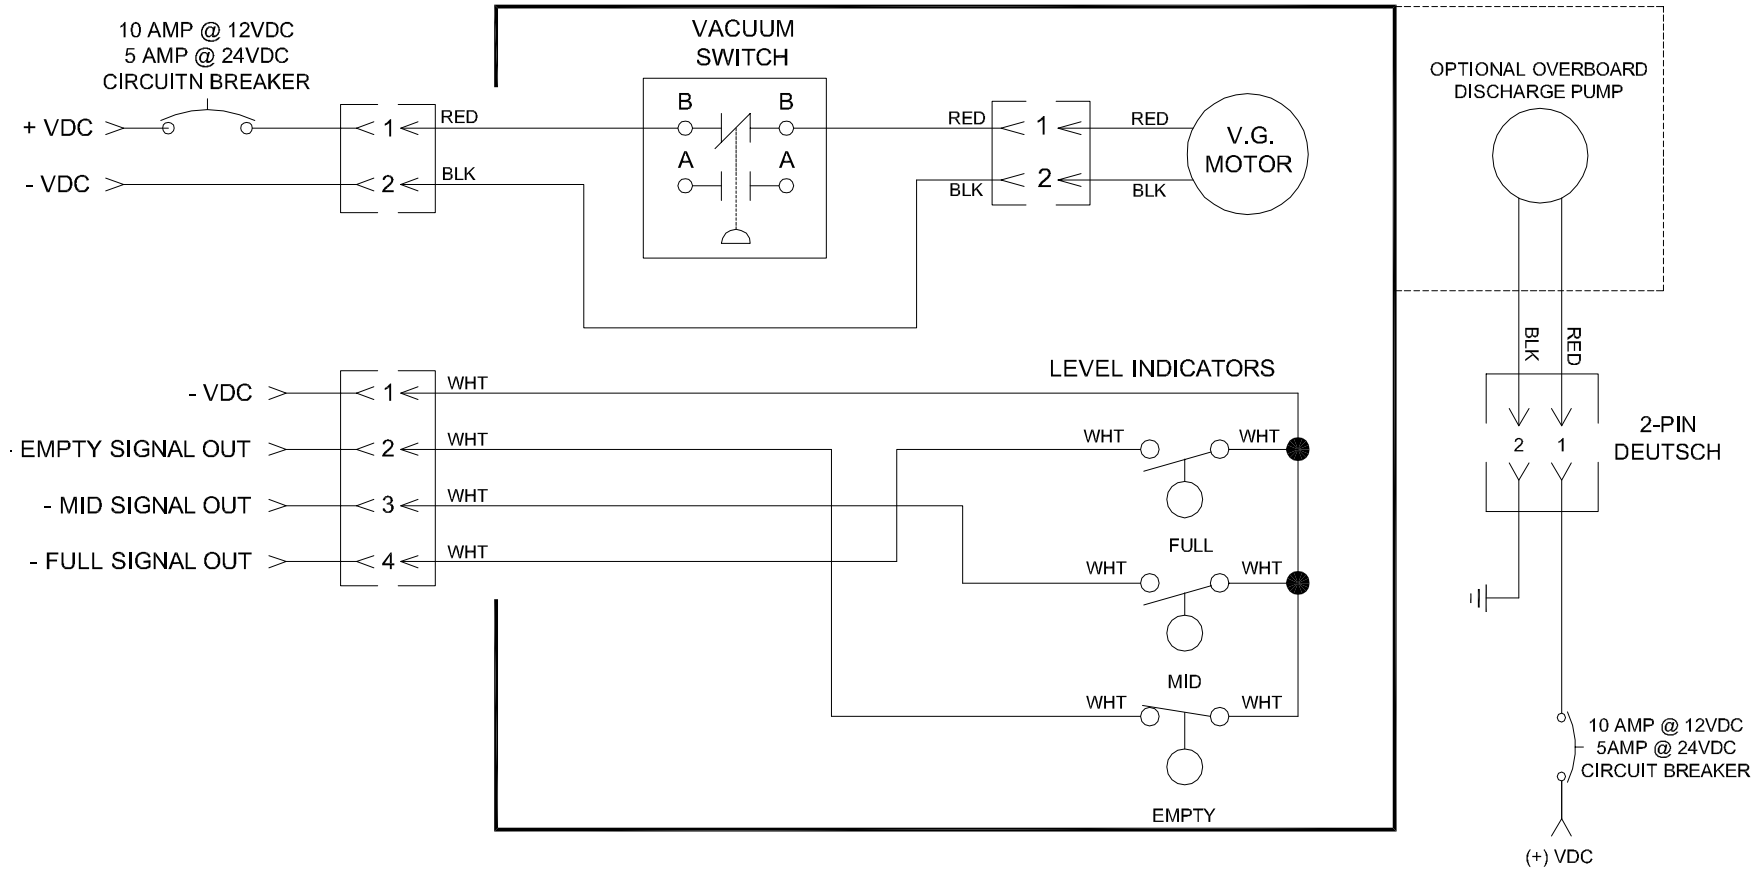 10 AMP @ 12VDC
5 AMP @ 24VDC
CIRCUITN BREAKER
+ VDC
- VDC
1
2
RED
BLK
VACUUM
SWITCH
B B
A A
RED
BLK
1
2
RED
BLK
V.G.
MOTOR
OPTIONAL OVERBOARD
DISCHARGE PUMP
BLK
RED
2 1
2-PIN
DEUTSCH
10 AMP @ 12VDC
5AMP @ 24VDC
CIRCUIT BREAKER
(+) VDC
- VDC
- EMPTY SIGNAL OUT
- MID SIGNAL OUT
- FULL SIGNAL OUT
1
2
3
4
WHT
WHT
WHT
WHT
LEVEL INDICATORS
WHT WHT
FULL
WHT WHT
MID
WHT WHT
EMPTY